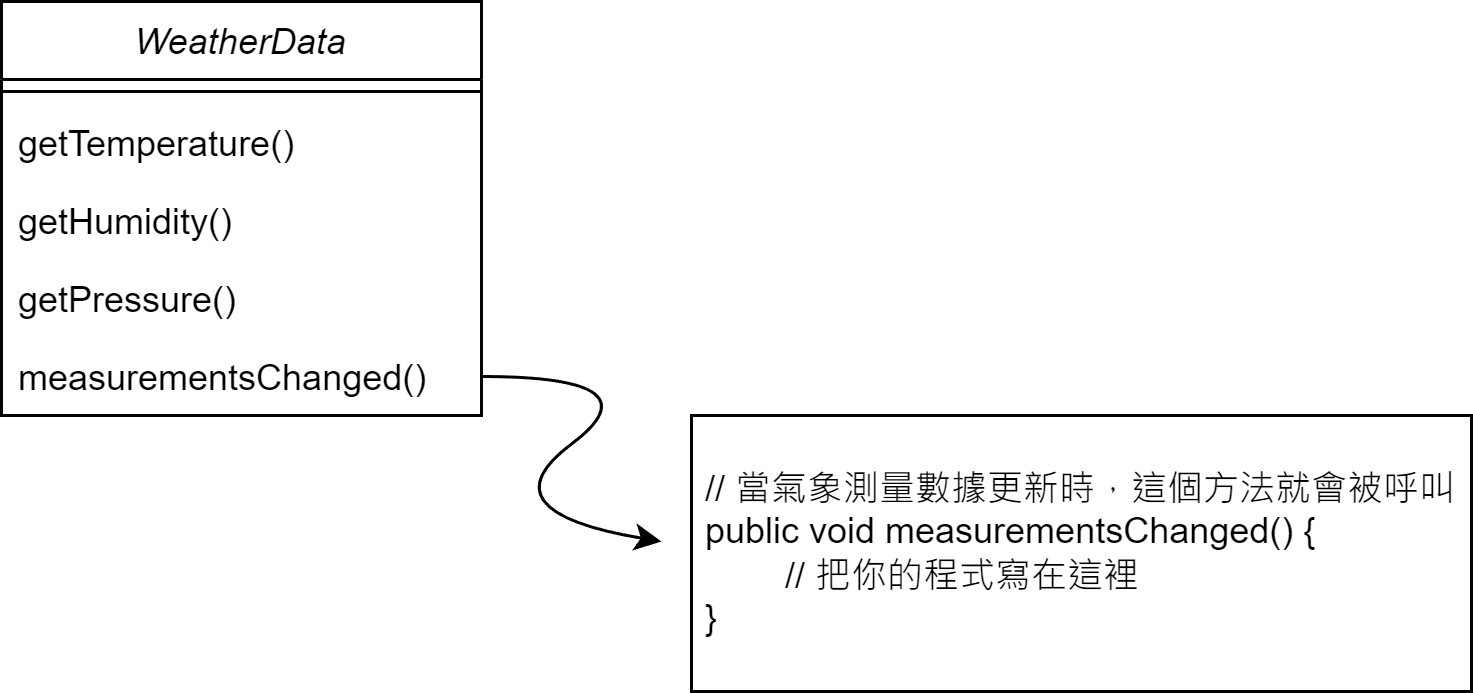 WeatherData
getTemperature()
getHumidity()
getPressure()
measurementsChanged()
// 當氣象測量數據更新時，這個方法就會被呼叫
public void measurementsChanged() {
// 把你的程式寫在這裡
}